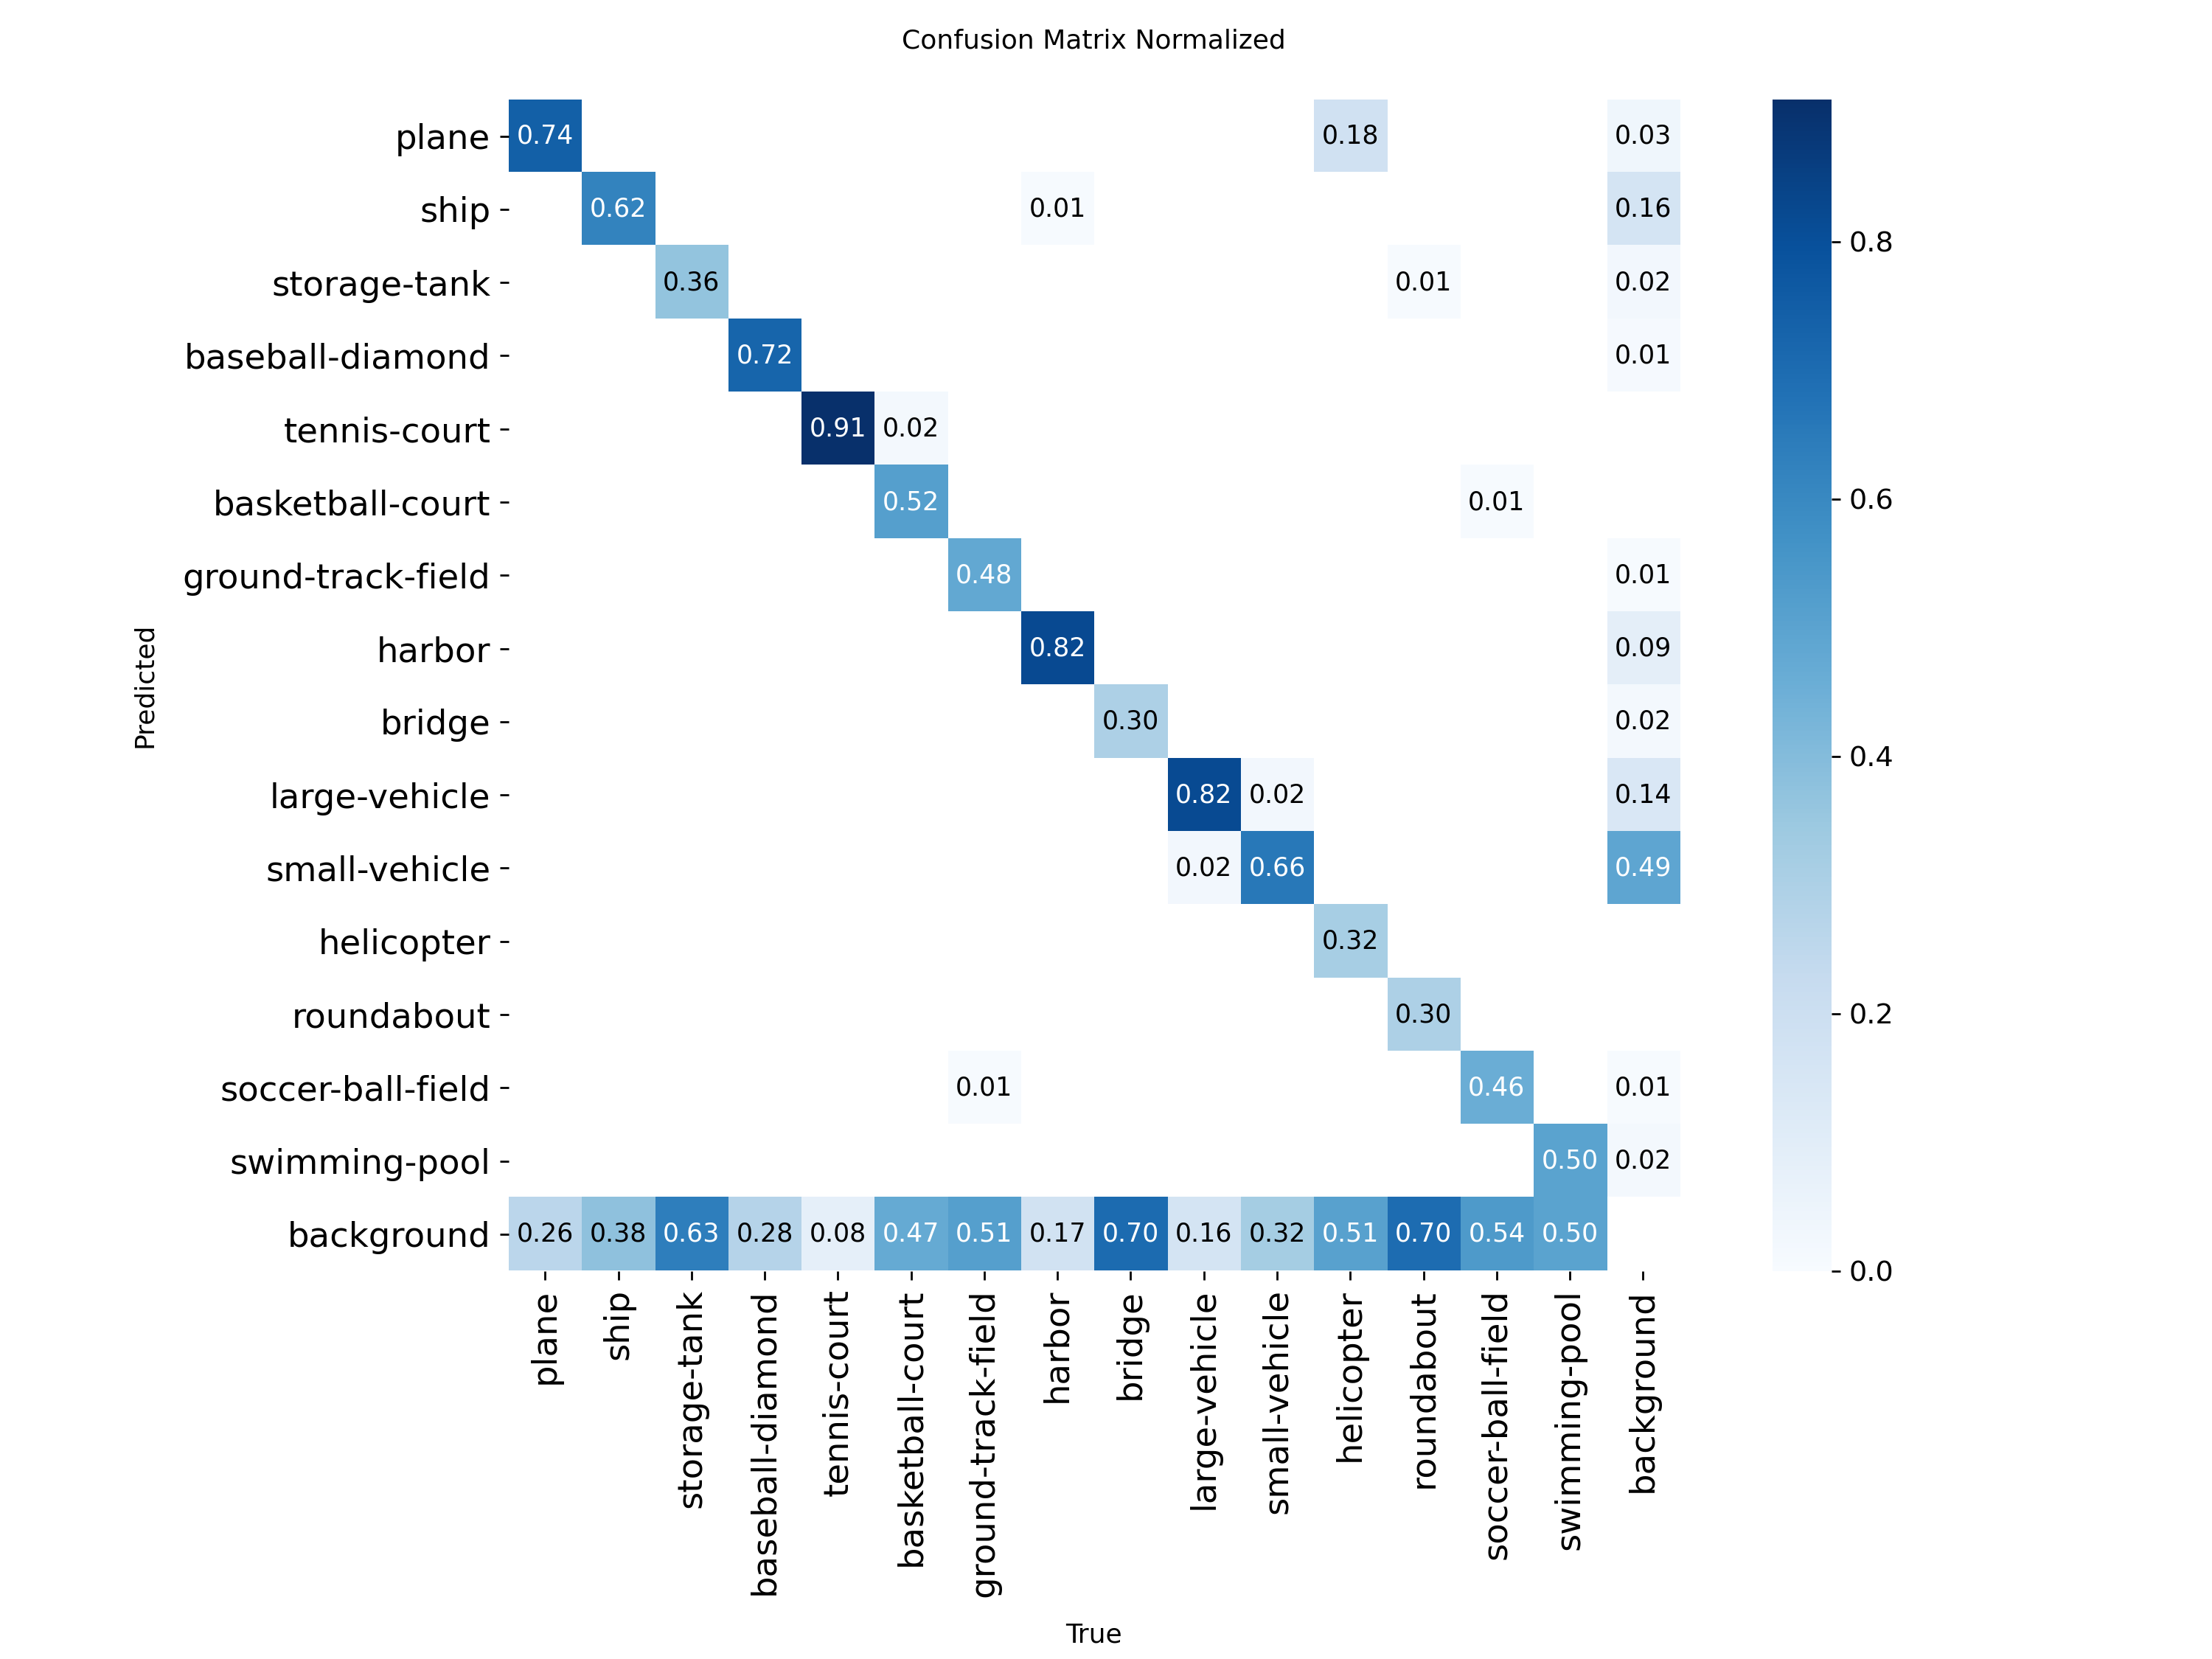 Confusion Matrix Normalized
plane 0.74 0.18 0.03
ship 0.62 0.01 0.16
0.8
storage-tank 0.36 0.01 0.02
baseball-diamond 0.72 0.01
tennis-court 0.91 0.02
basketball-court 0.52 0.01
0.6
ground-track-field 0.48 0.01
harbor 0.82 0.09
Predicted
bridge 0.30 0.02
0.4
large-vehicle 0.82 0.02 0.14
small-vehicle 0.02 0.66 0.49
helicopter 0.32
roundabout 0.30
0.2
soccer-ball-field 0.01 0.46 0.01
swimming-pool 0.50 0.02
background 0.26 0.38 0.63 0.28 0.08 0.47 0.51 0.17 0.70 0.16 0.32 0.51 0.70 0.54 0.50
0.0
plane
ship
storage-tank
baseball-diamond
tennis-court
basketball-court
ground-track-field
harbor
bridge
large-vehicle
small-vehicle
helicopter
roundabout
soccer-ball-field
swimming-pool
background
True